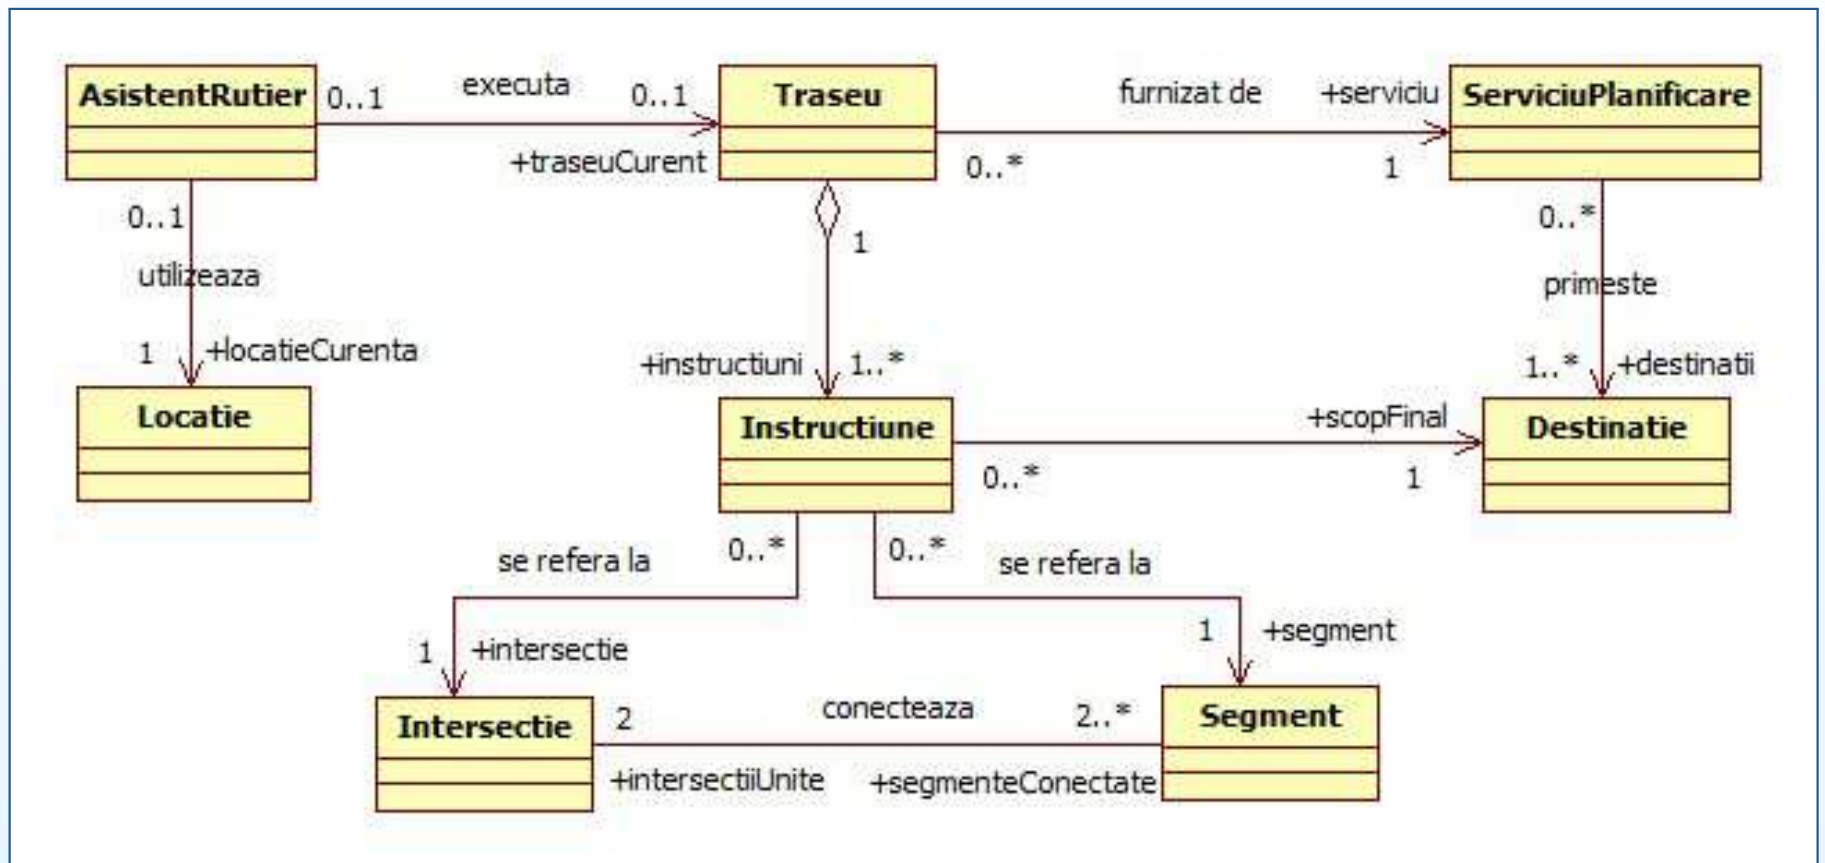 AsistentRutier
0..1
executa
0..1
+traseuCurent
Traseu
furnizat de
+serviciu
0..*
1
ServiciuPlanificare
0..1
utilizeaza
1
+locatieCurenta
1
+instructiuni
1..*
0..*
primeste
1..*
+destinatii
Locatie
Instructiune
0..*
+scopFinal
1
Destinatie
0..*
0..*
se refera la
se refera la
1
+intersectie
1
+segment
Intersectie
2
conecteaza
2..*
+intersectiiUnite
+segmenteConectate
Segment